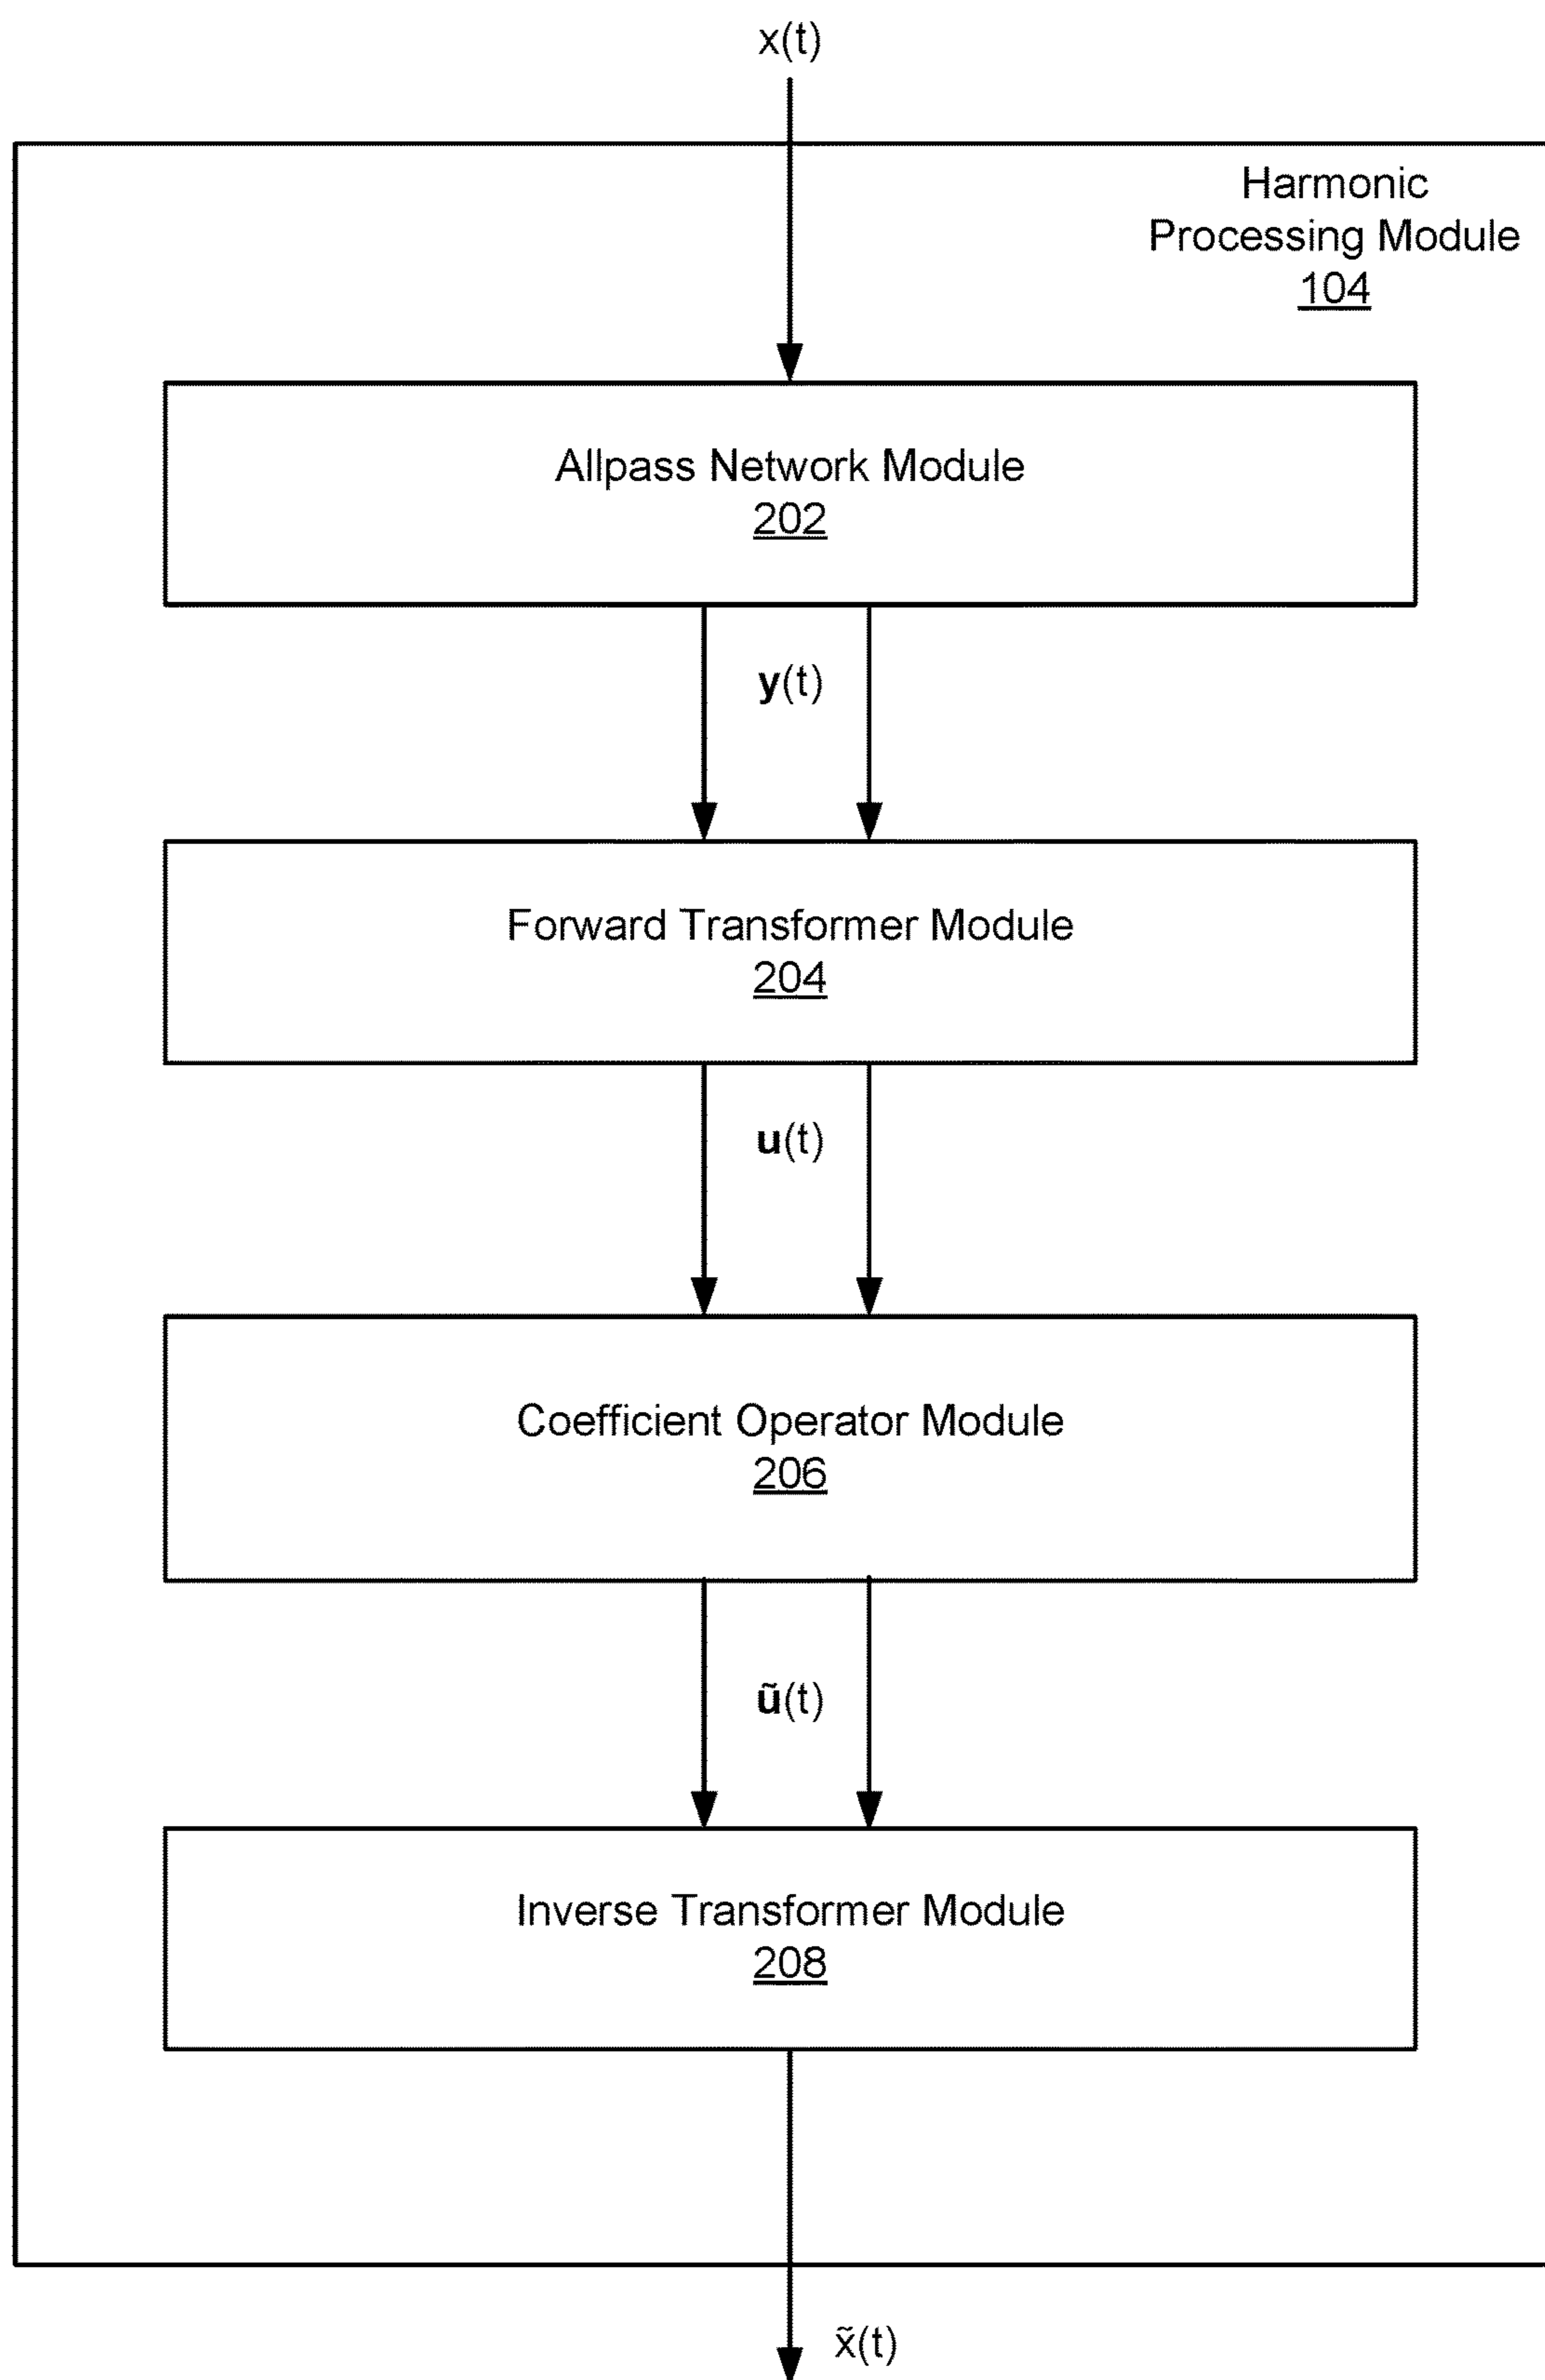 x(t)
Harmonic
Processing Module
104
Allpass Network Module
202
y(t)
Forward Transformer Module
204
u(t)
Coefficient Operator Module
206
ũ(t)
Inverse Transformer Module
208
x̃(t)